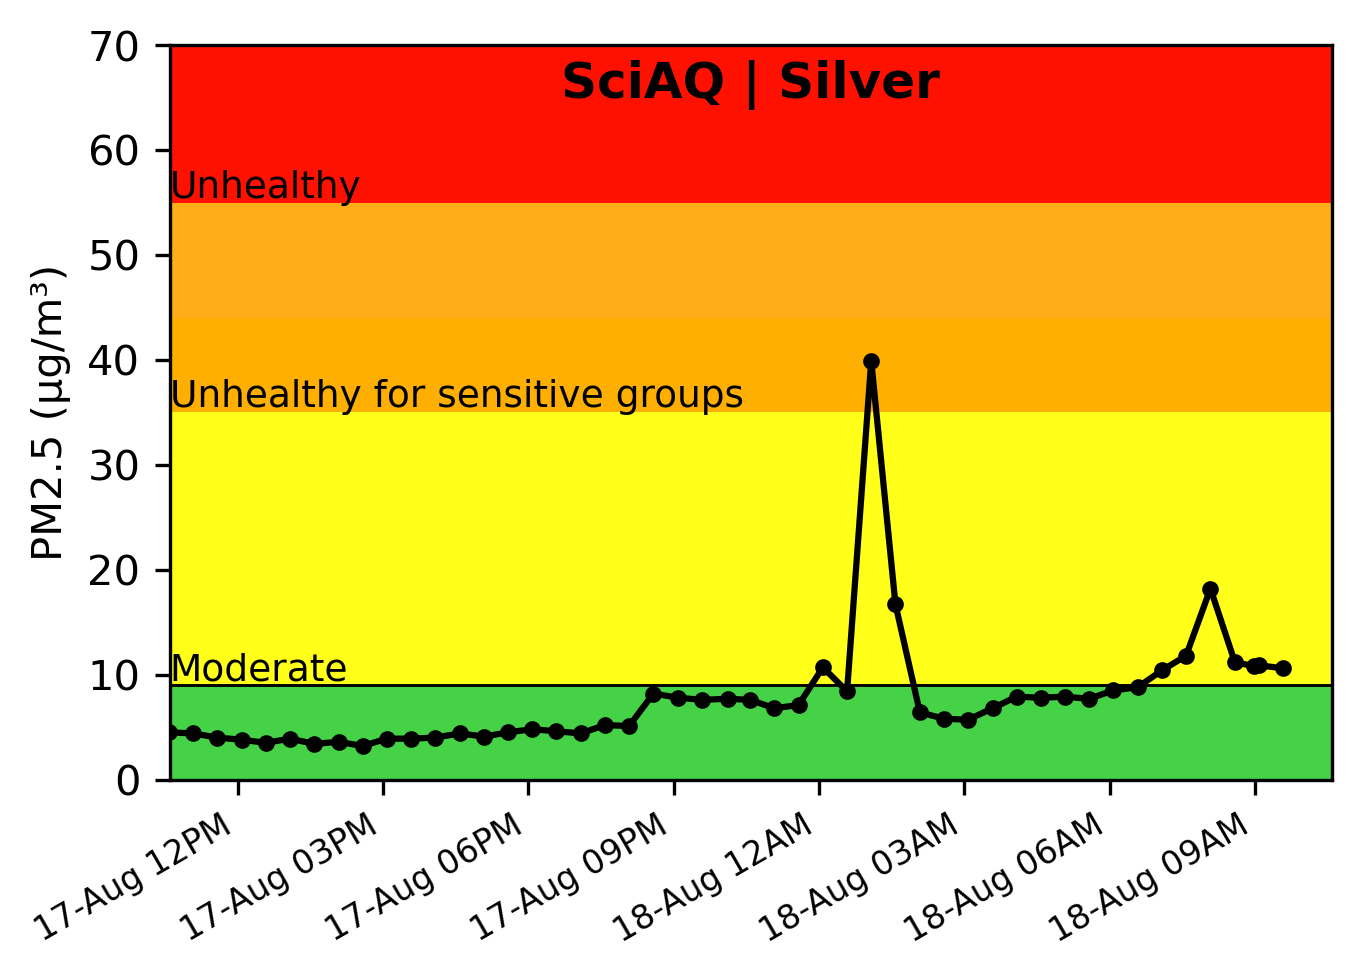 SciAQ | Silver
PM2.5 (µg/m³)
70
60
50
40
30
20
10
0
Unhealthy
Unhealthy for sensitive groups
Moderate
17-Aug 12PM
17-Aug 03PM
17-Aug 06PM
17-Aug 09PM
18-Aug 12AM
18-Aug 03AM
18-Aug 06AM
18-Aug 09AM